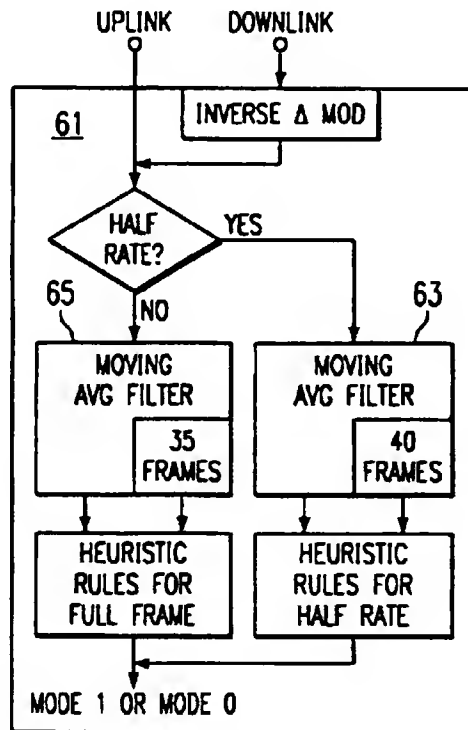 UPLINK DOWNLINK
61
INVERSE Δ MOD
HALF
RATE?
YES
NO
65
63
MOVING
AVG FILTER
35
FRAMES
MOVING
AVG FILTER
40
FRAMES
HEURISTIC
RULES FOR
FULL FRAME
HEURISTIC
RULES FOR
HALF RATE
MODE 1 OR MODE 0